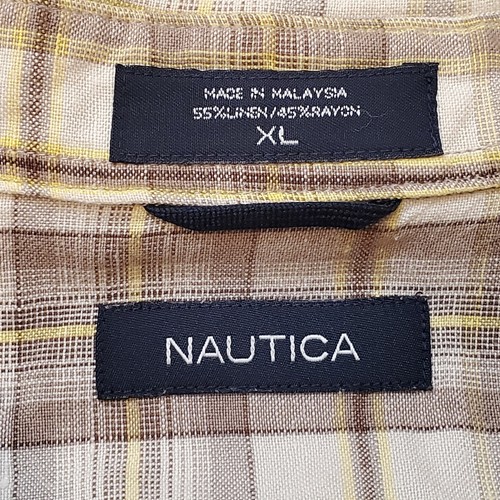 MADE IN MALAYSIA
55%LINEN/45%RAYON
XL
NAUTICA